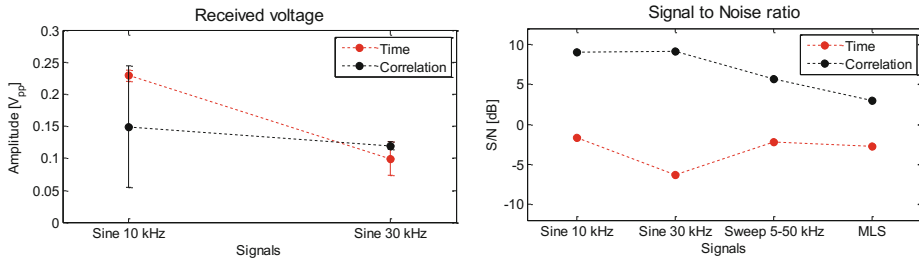 Received voltage
Amplitude [Vpp]
0.3
0.25
0.2
0.15
0.1
0.05
0
Time
Correlation
Sine 10 kHz
Sine 30 kHz
Signals
Signal to Noise ratio
S/N [dB]
10
5
0
-5
-10
Time
Correlation
Sine 10 kHz
Sine 30 kHz
Sweep 5-50 kHz
MLS
Signals